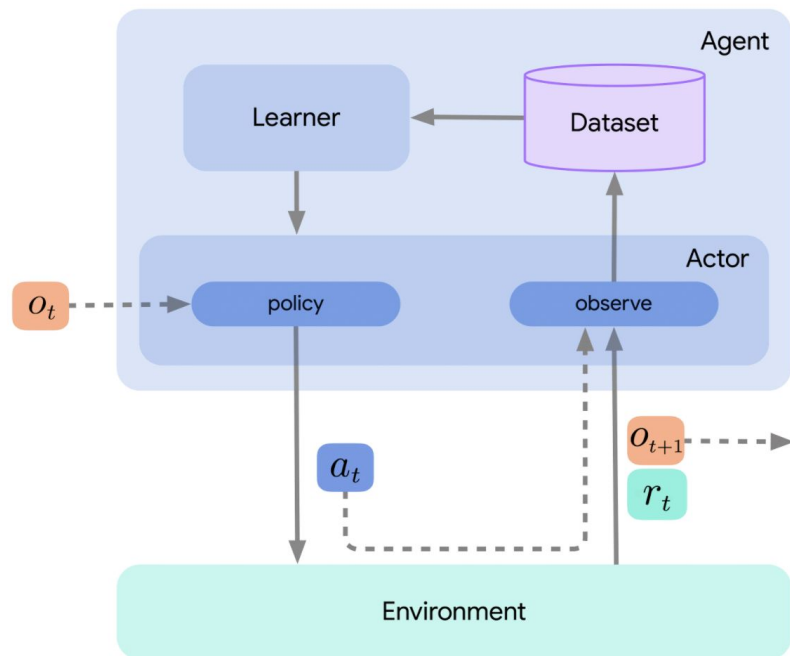 Agent
Learner
Dataset
Actor
o_t
policy
observe
a_t
o_{t+1}
r_t
Environment